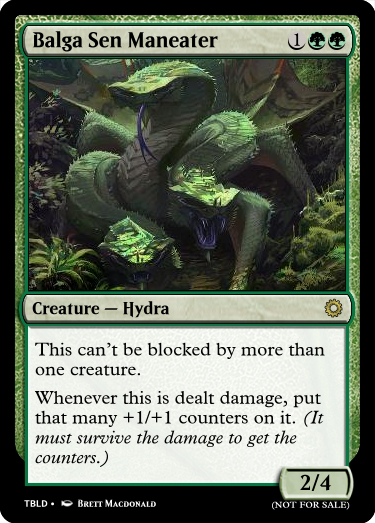 Balga Sen Maneater 1
Creature — Hydra
This can't be blocked by more than
one creature.
Whenever this is dealt damage, put
that many +1/+1 counters on it. (It
must survive the damage to get the
counters.)
2/4
TBLD • Brett Macdonald
(NOT FOR SALE)